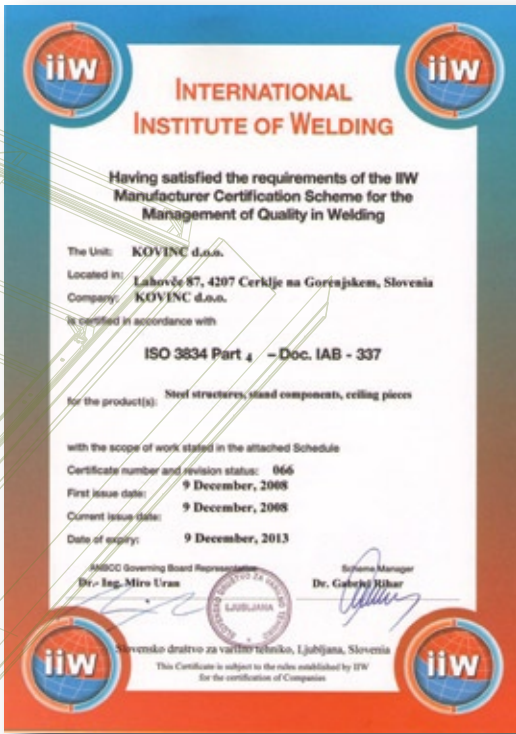 iiw
iiw
INTERNATIONAL
INSTITUTE OF WELDING
Having satisfied the requirements of the IIW
Manufacturer Certification Scheme for the
Management of Quality in Welding
The Unit: KOVINC d.o.o.
Located in: Lahovče 87, 4207 Cerklje na Gorenjskem, Slovenia
Company: KOVINC d.o.o.
is certified in accordance with
ISO 3834 Part 4 – Doc. IAB - 337
for the product(s): Steel structures, stand components, ceiling pieces
with the scope of work stated in the attached Schedule
Certificate number and revision status: 066
First issue date: 9 December, 2008
Current issue date: 9 December, 2008
Date of expiry: 9 December, 2013
ANBCC Governing Board Representative
Scheme Manager
Dr.- Ing. Miro Uran
Dr. Gabriel Rihar
SLOVENSKO DRUŠTVO ZA VARILNO TEHNIKO
LJUBLJANA
Slovensko društvo za varilno tehniko, Ljubljana, Slovenia
This Certificate is subject to the rules established by IIW
for the certification of Companies
iiw
iiw